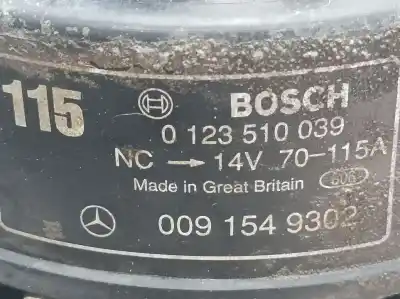 115 BOSCH
0 123 510 039
NC → 14V 70-115A
Made in Great Britain
009 154 9302